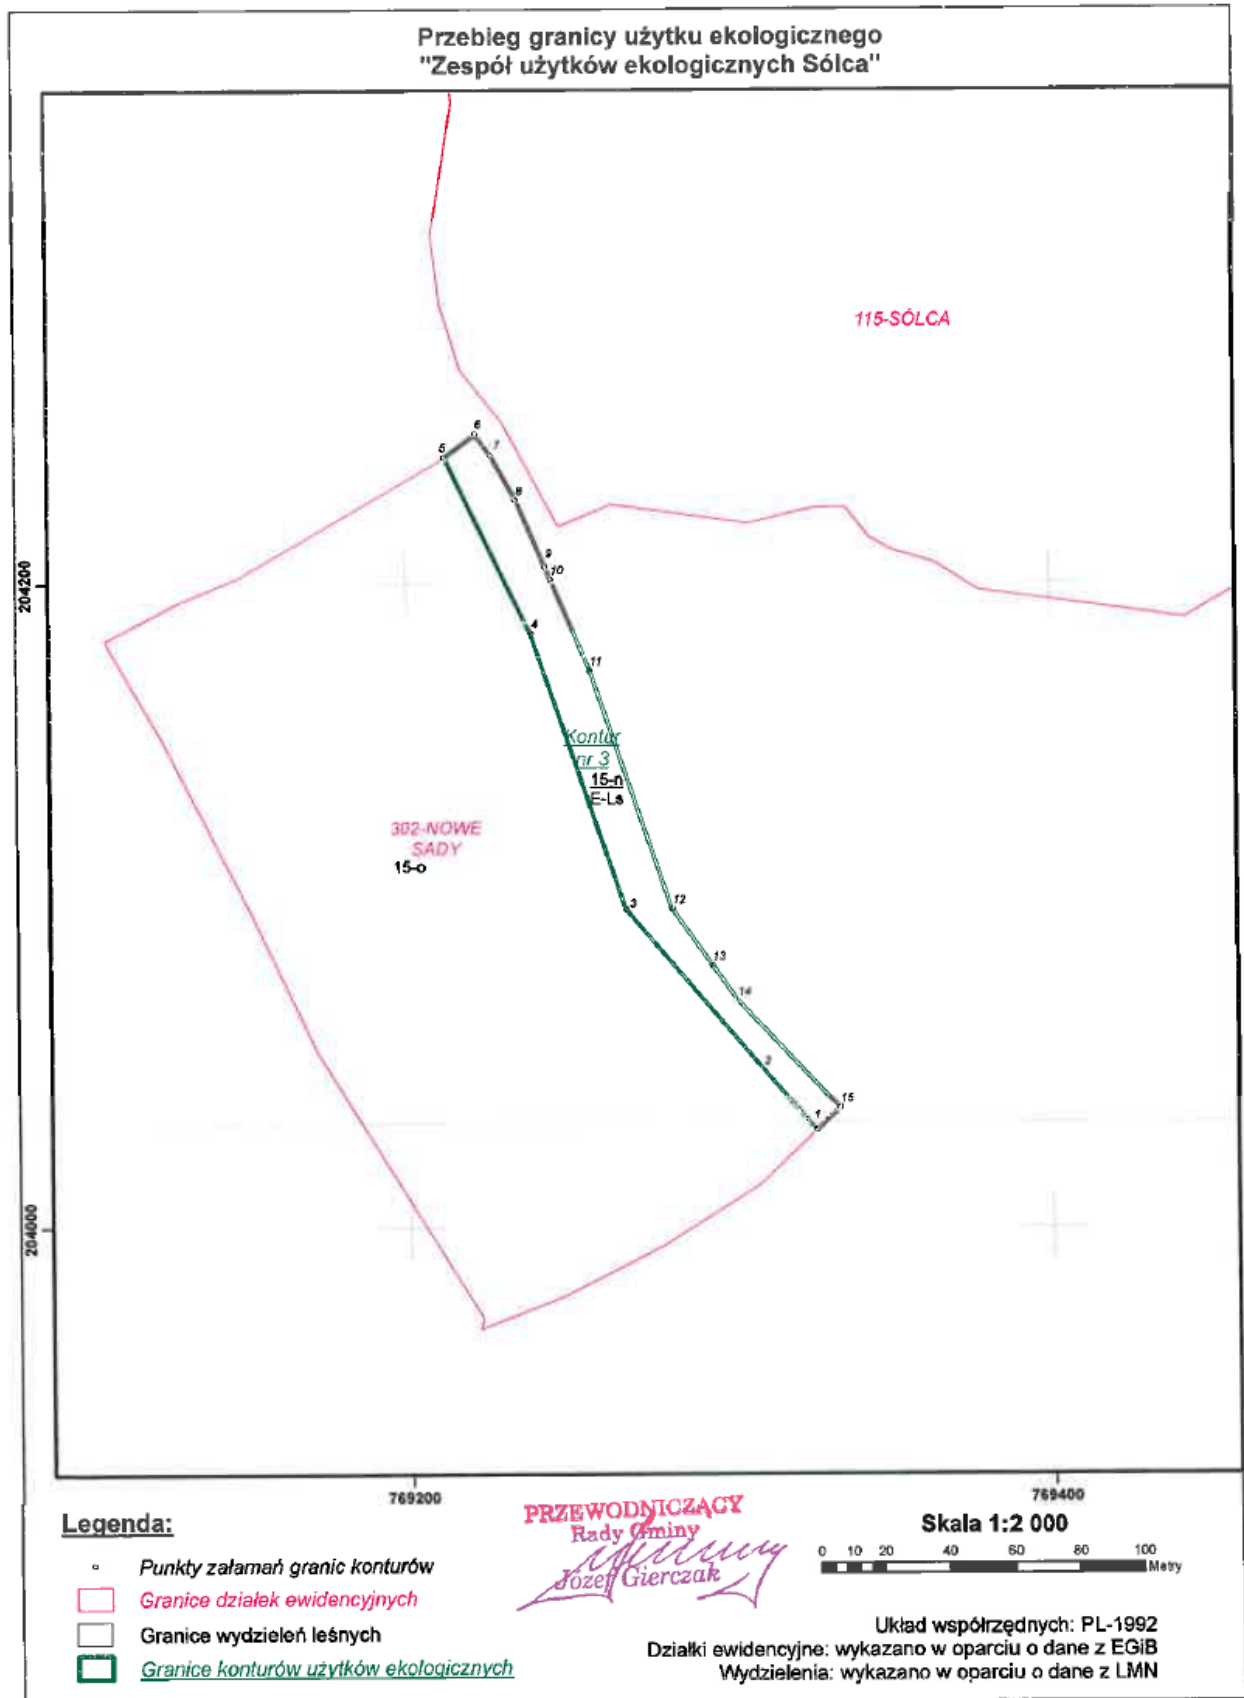 Przebieg granicy użytku ekologicznego
"Zespół użytków ekologicznych Sólca"
115-SÓLCA
6
5
7
8
9
10
204200
4
11
Kontur
nr 3
15-n
E-Ls
302-NOWE
SADY
15-o
3
12
13
14
2
15
1
204000
769200
769400
Legenda:
Punkty załamań granic konturów
Granice działek ewidencyjnych
Granice wydzieleń leśnych
Granice konturów użytków ekologicznych
PRZEWODNICZĄCY
Rady Gminy
Józef Gierczak
Skala 1:2 000
0 10 20 40 60 80 100
Metry
Układ współrzędnych: PL-1992
Działki ewidencyjne: wykazano w oparciu o dane z EGiB
Wydzielenia: wykazano w oparciu o dane z LMN